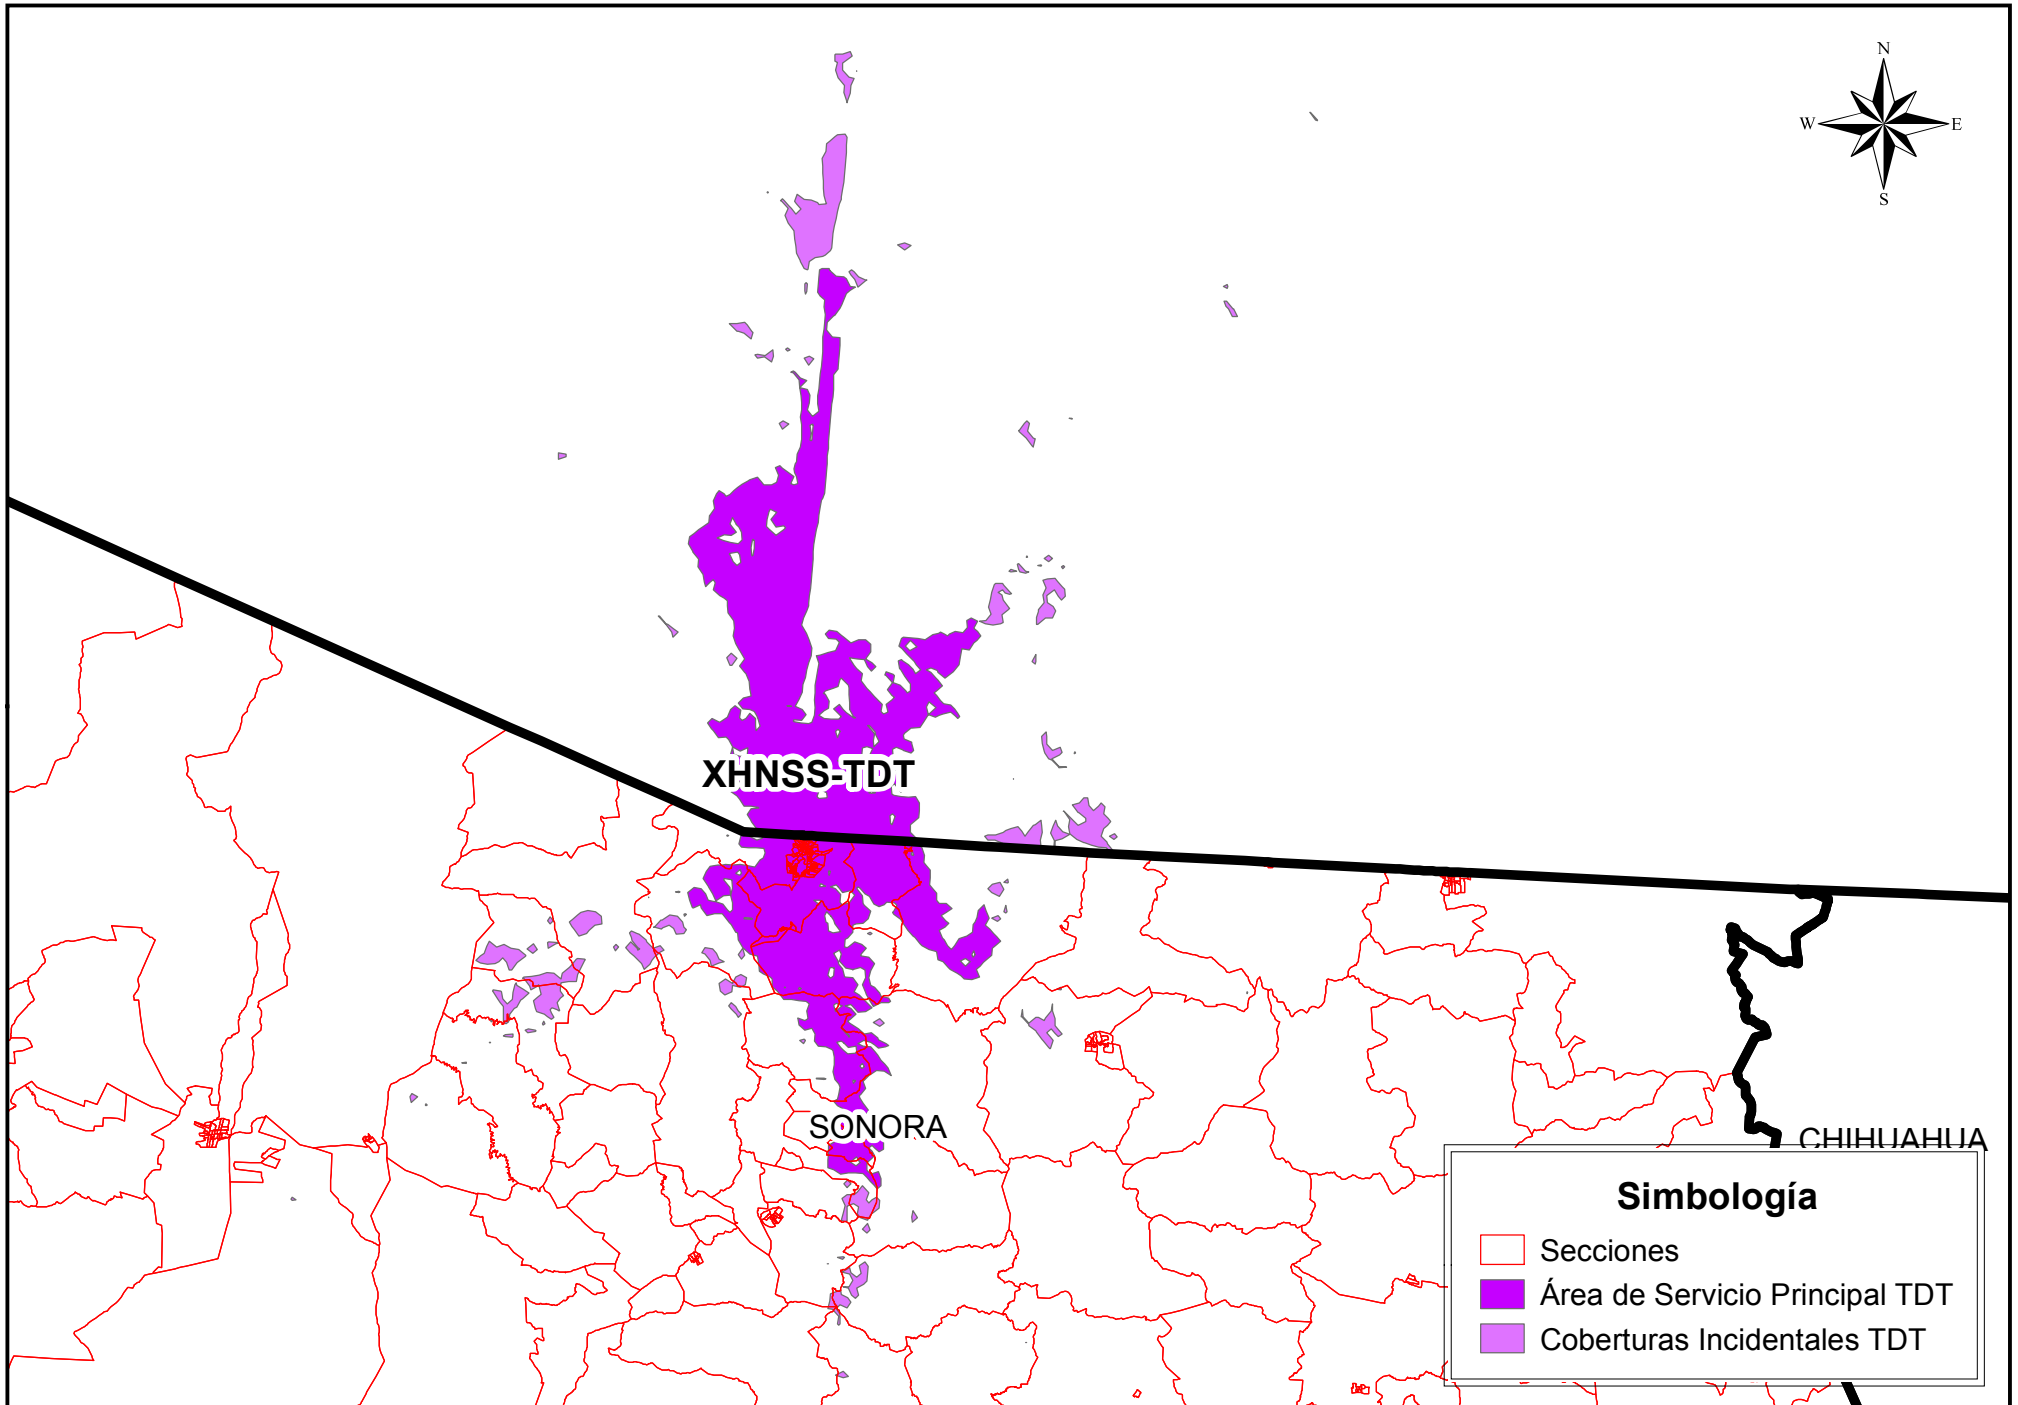 N
W E
S
XHNSS-TDT
SONORA
CHIHUAHUA
Simbología
Secciones
Área de Servicio Principal TDT
Coberturas Incidentales TDT